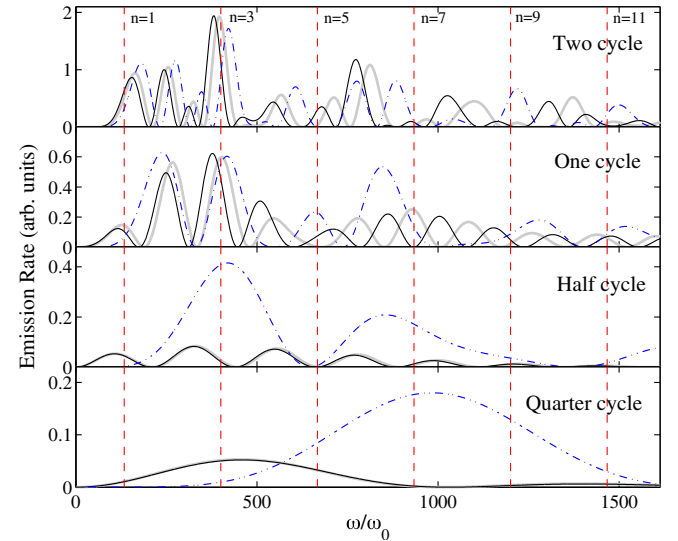 n=1 n=3 n=5 n=7 n=9 n=11
2
Two cycle
1
0
0.6
One cycle
0.4
0.2
0
0.4
Half cycle
0.2
0
0.2
Quarter cycle
0.1
0
0 500 1000 1500
ω/ω0
Emission Rate (arb. units)